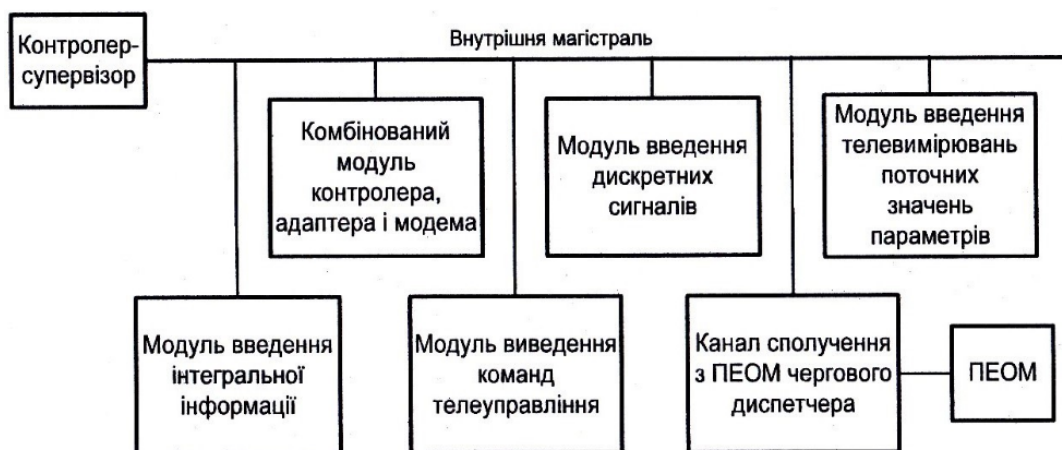 Контролер-
супервізор
Внутрішня магістраль
Комбінований
модуль
контролера,
адаптера і модема
Модуль введення
дискретних
сигналів
Модуль введення
телевимірювань
поточних
значень
параметрів
Модуль введення
інтегральної
інформації
Модуль виведення
команд
телеуправління
Канал сполучення
з ПЕОМ чергового
диспетчера
ПЕОМ